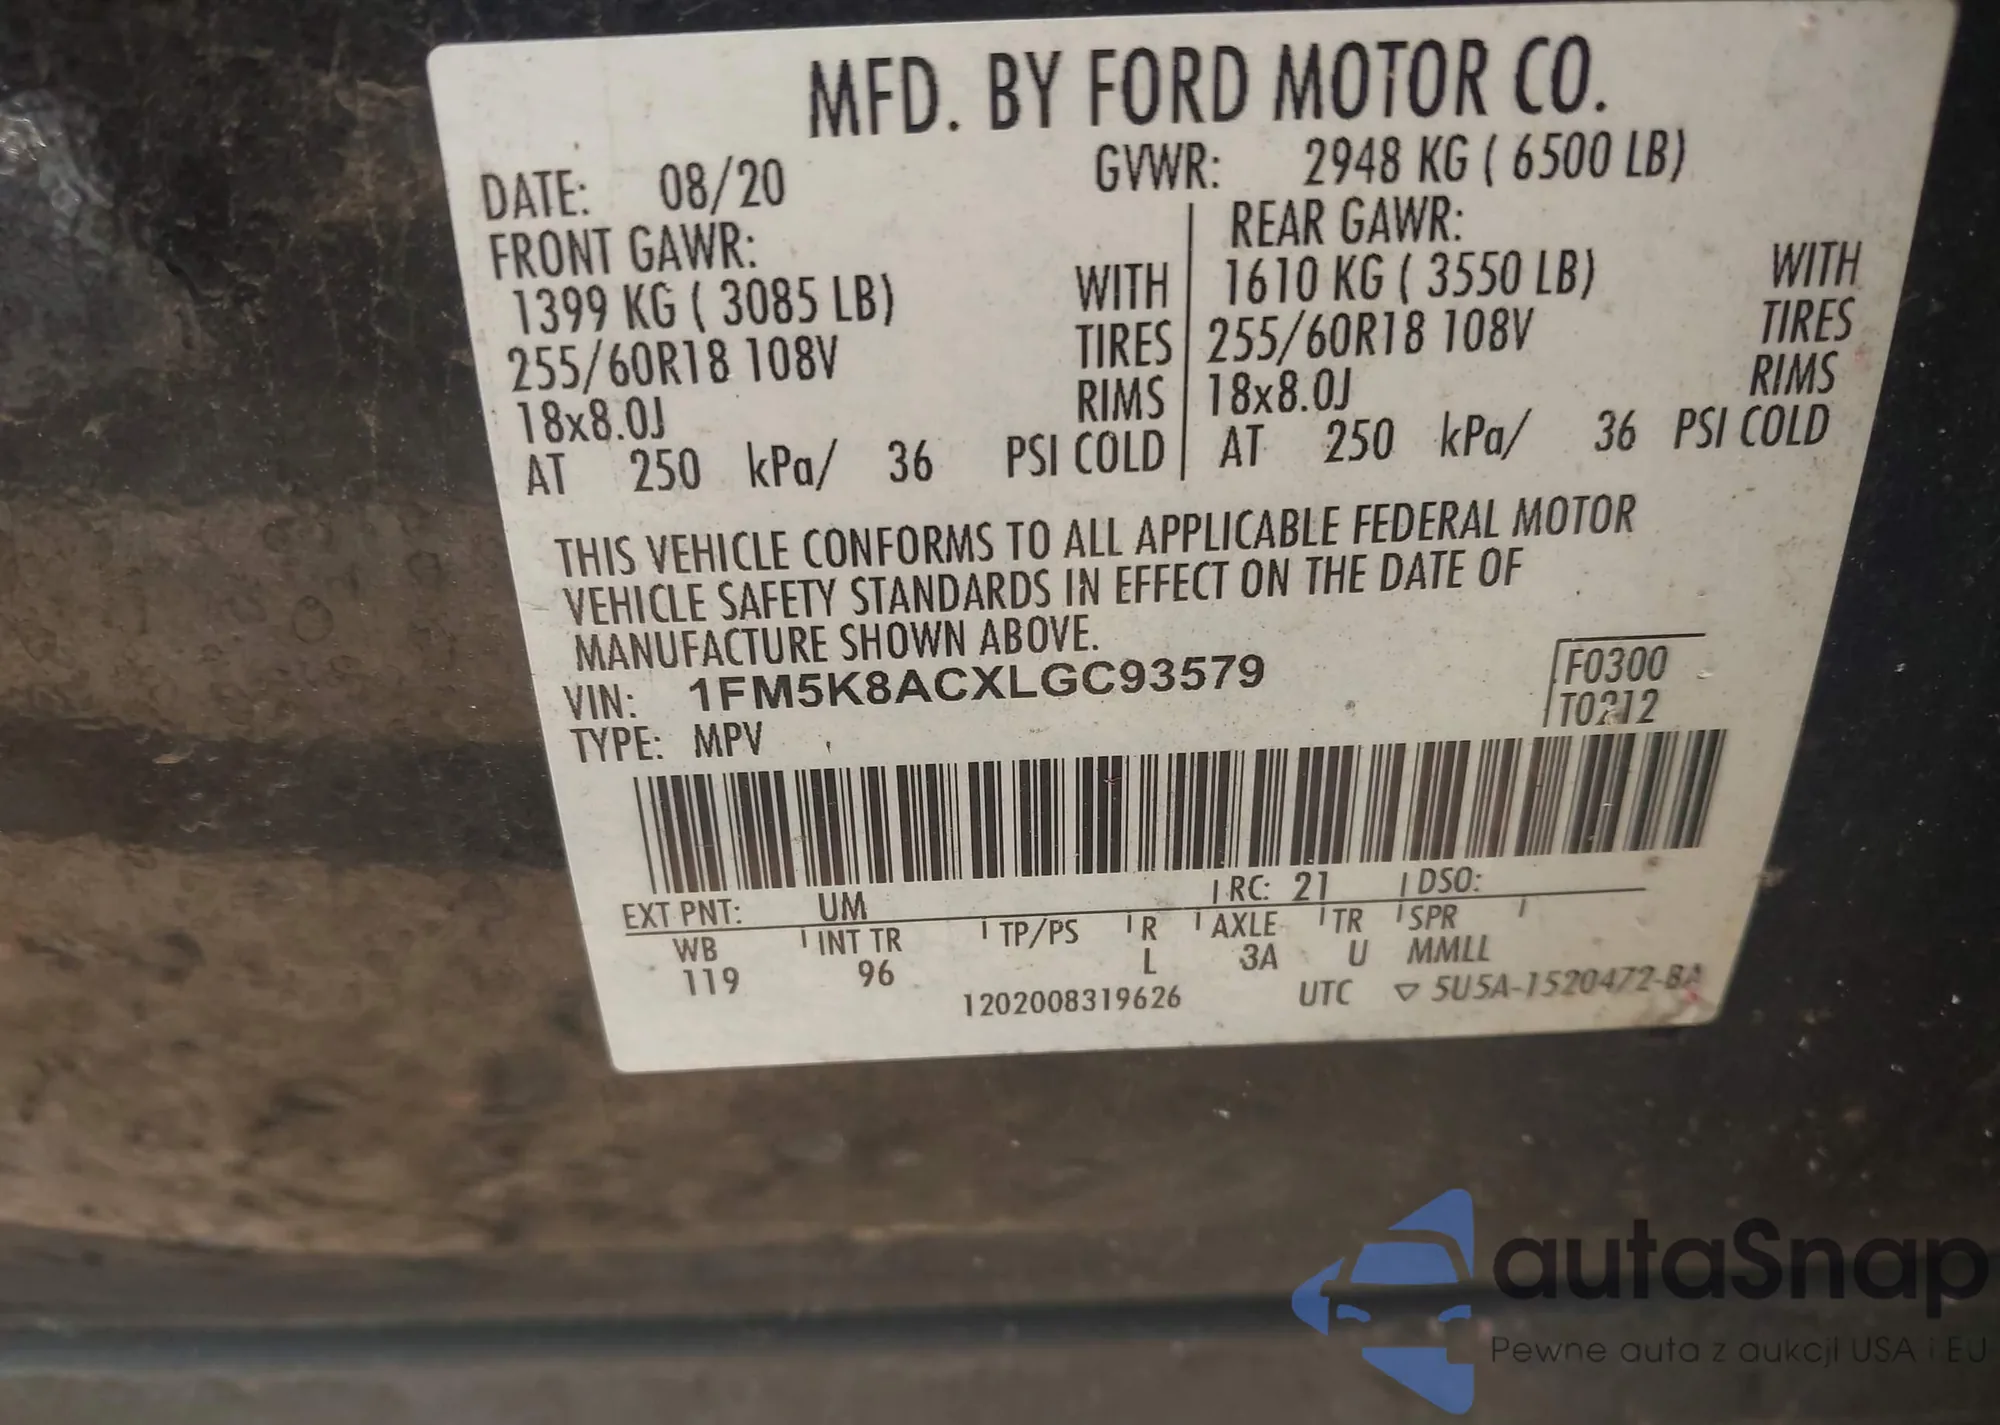 MFD. BY FORD MOTOR CO.
DATE: 08/20 GVWR: 2948 KG ( 6500 LB)
FRONT GAWR: REAR GAWR:
1399 KG ( 3085 LB) WITH 1610 KG ( 3550 LB) WITH
255/60R18 108V TIRES 255/60R18 108V TIRES
18x8.0J RIMS 18x8.0J RIMS
AT 250 kPa/ 36 PSI COLD AT 250 kPa/ 36 PSI COLD
THIS VEHICLE CONFORMS TO ALL APPLICABLE FEDERAL MOTOR
VEHICLE SAFETY STANDARDS IN EFFECT ON THE DATE OF
MANUFACTURE SHOWN ABOVE.
VIN: 1FM5K8ACXLGC93579 F0300
TYPE: MPV T0212
EXT PNT: UM RC: 21 DSO:
WB INT TR TP/PS R AXLE TR SPR
119 96 L 3A U MMLL
1202008319626 UTC ▽ 5U5A-1520472-BA
autaSnap
Pewne auta z aukcji USA i EU